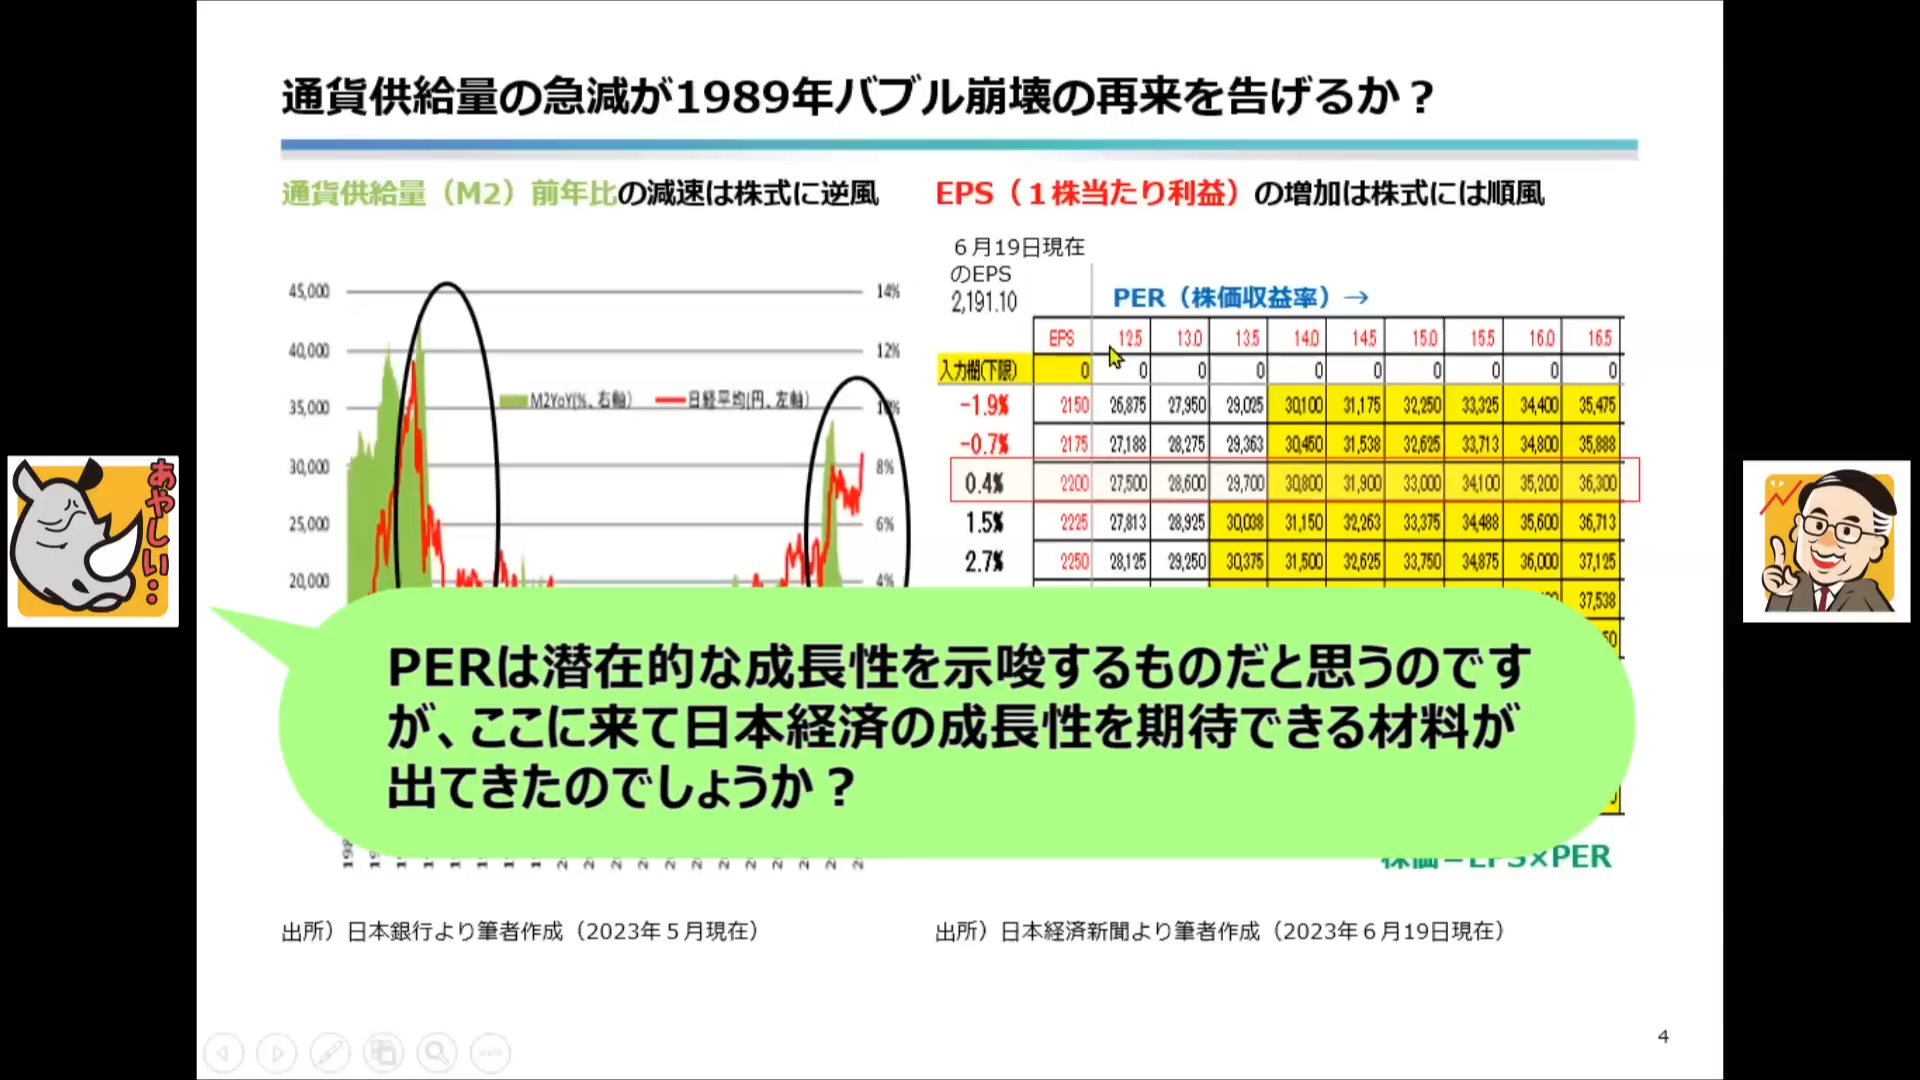 通貨供給量の急減が1989年バブル崩壊の再来を告げるか？
通貨供給量（M2）前年比の減速は株式に逆風
EPS（１株当たり利益）の増加は株式には順風
６月19日現在
のEPS
2,191.10
PER（株価収益率）→
45,000 14%
40,000 12%
35,000 10%
30,000 8%
25,000 6%
20,000 4%
M2YoY(%、右軸) 日経平均(円、左軸)
EPS 12.5 13.0 13.5 14.0 14.5 15.0 15.5 16.0 16.5
入力欄(下限) 0 0 0 0 0 0 0 0 0 0
-1.9% 2150 26,875 27,950 29,025 30,100 31,175 32,250 33,325 34,400 35,475
-0.7% 2175 27,188 28,275 29,363 30,450 31,538 32,625 33,713 34,800 35,888
0.4% 2200 27,500 28,600 29,700 30,800 31,900 33,000 34,100 35,200 36,300
1.5% 2225 27,813 28,925 30,038 31,150 32,263 33,375 34,488 35,600 36,713
2.7% 2250 28,125 29,250 30,375 31,500 32,625 33,750 34,875 36,000 37,125
37,538
あやしい・・
PERは潜在的な成長性を示唆するものだと思うのです
が、ここに来て日本経済の成長性を期待できる材料が
出てきたのでしょうか？
株価＝EPS×PER
出所）日本銀行より筆者作成（2023年５月現在）
出所）日本経済新聞より筆者作成（2023年６月19日現在）
4